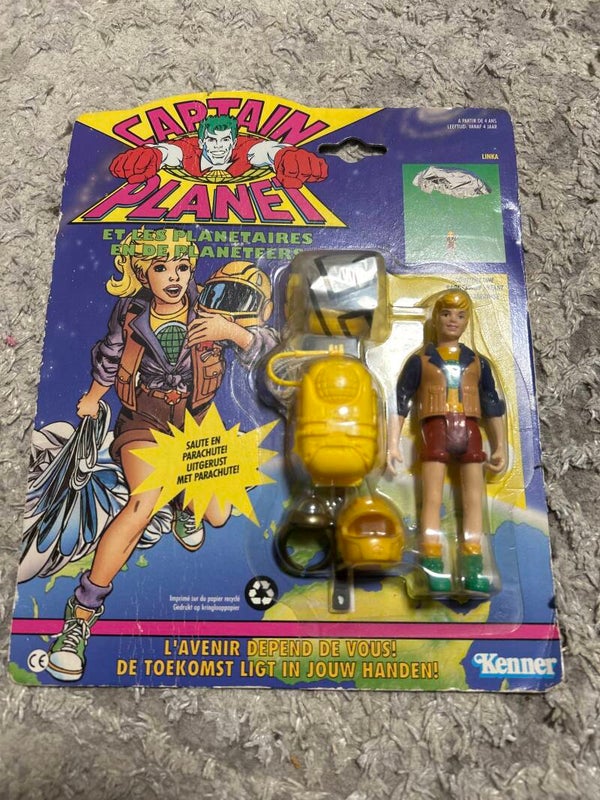 CAPTAIN
PLANET
ET LES PLANETAIRES
EN DE PLANETEERS
A PARTIR DE 4 ANS
LEEFTIJD: VANAF 4 JAAR
LINKA
SAUTE EN
PARACHUTE!
UITGERUST
MET PARACHUTE!
Imprimé sur du papier recyclé
Gedrukt op kringlooppapier
CE
L'AVENIR DEPEND DE VOUS!
DE TOEKOMST LIGT IN JOUW HANDEN!
Kenner